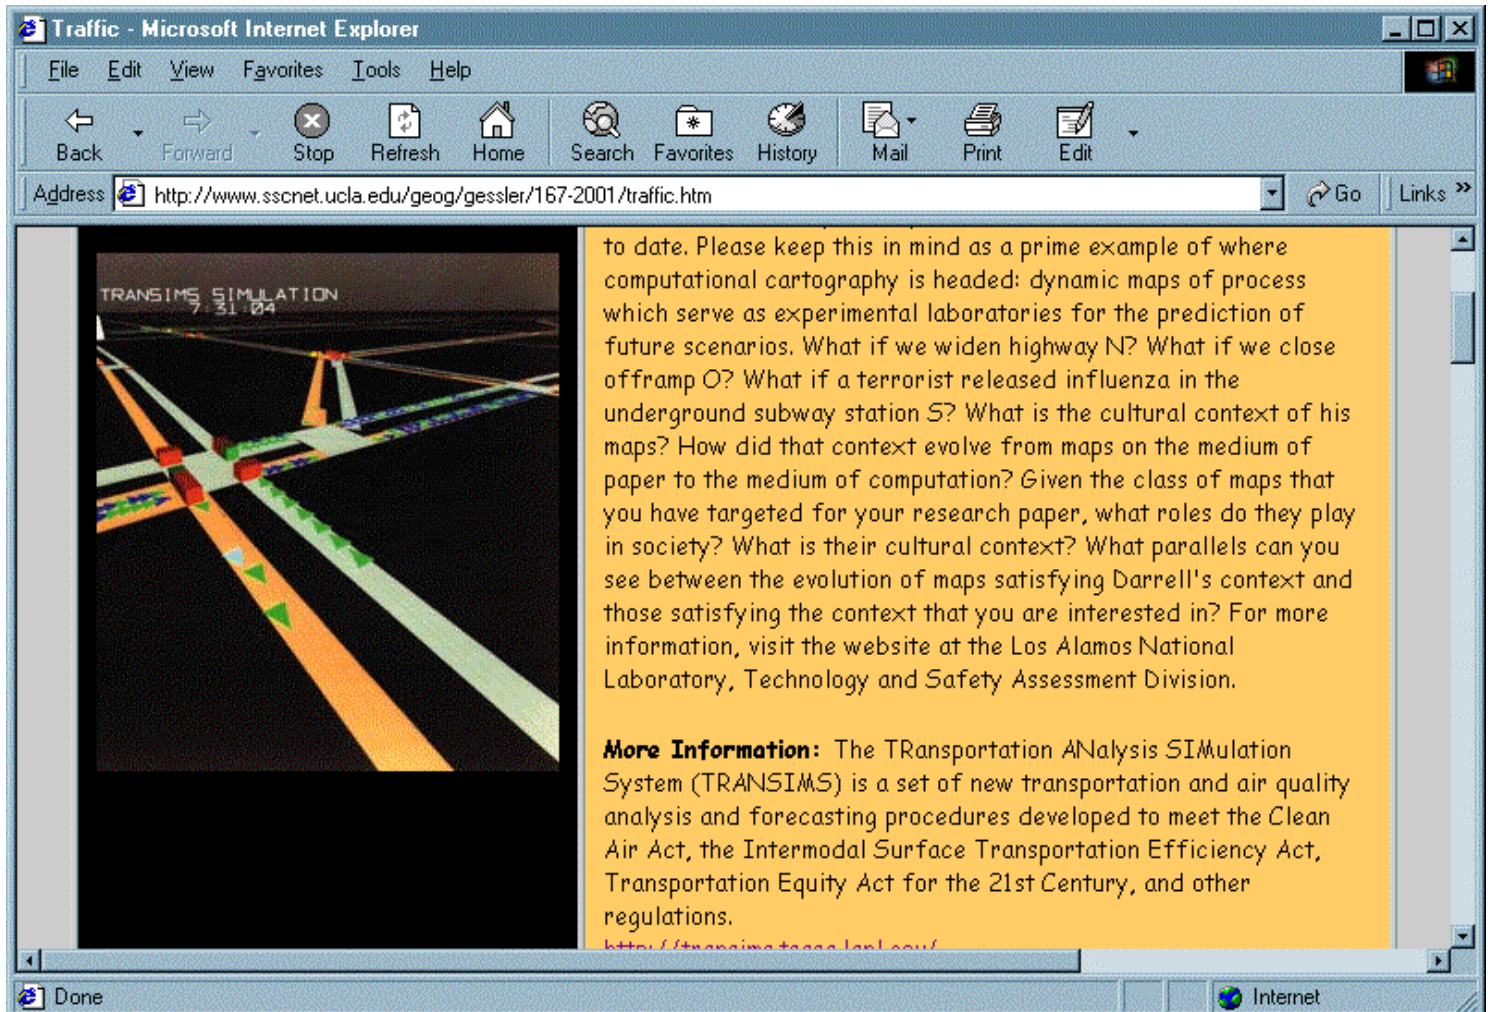 Traffic - Microsoft Internet Explorer
File Edit View Favorites Tools Help
Back Forward Stop Refresh Home Search Favorites History Mail Print Edit
Address http://www.sscnet.ucla.edu/geog/gessler/167-2001/traffic.htm Go Links »
TRANSIMS SIMULATION
7:31:04
to date. Please keep this in mind as a prime example of where
computational cartography is headed: dynamic maps of process
which serve as experimental laboratories for the prediction of
future scenarios. What if we widen highway N? What if we close
offramp O? What if a terrorist released influenza in the
underground subway station S? What is the cultural context of his
maps? How did that context evolve from maps on the medium of
paper to the medium of computation? Given the class of maps that
you have targeted for your research paper, what roles do they play
in society? What is their cultural context? What parallels can you
see between the evolution of maps satisfying Darrell's context and
those satisfying the context that you are interested in? For more
information, visit the website at the Los Alamos National
Laboratory, Technology and Safety Assessment Division.
More Information: The TRansportation ANalysis SIMulation
System (TRANSIMS) is a set of new transportation and air quality
analysis and forecasting procedures developed to meet the Clean
Air Act, the Intermodal Surface Transportation Efficiency Act,
Transportation Equity Act for the 21st Century, and other
regulations.
Done Internet